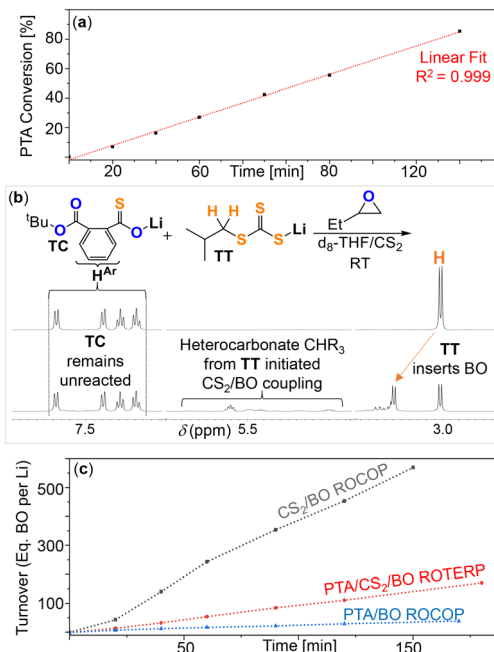 (a)
80
60
40
20
0
PTA Conversion [%]
Linear Fit
R² = 0.999
20 60 80 140
Time [min]
(b)
O
S
ᵗBu
O
O
Li
TC
Hᴬʳ
+
H H
S
S
S
Li
TT
O
Et
d₈-THF/CS₂
RT
H
TC
remains
unreacted
Heterocarbonate CHR₃
from TT initiated
CS₂/BO coupling
TT
inserts BO
7.5
δ (ppm)
5.5
3.0
(c)
500
300
100
Turnover (Eq. BO per Li)
CS₂/BO ROCOP
PTA/CS₂/BO ROTERP
PTA/BO ROCOP
50
Time [min]
150